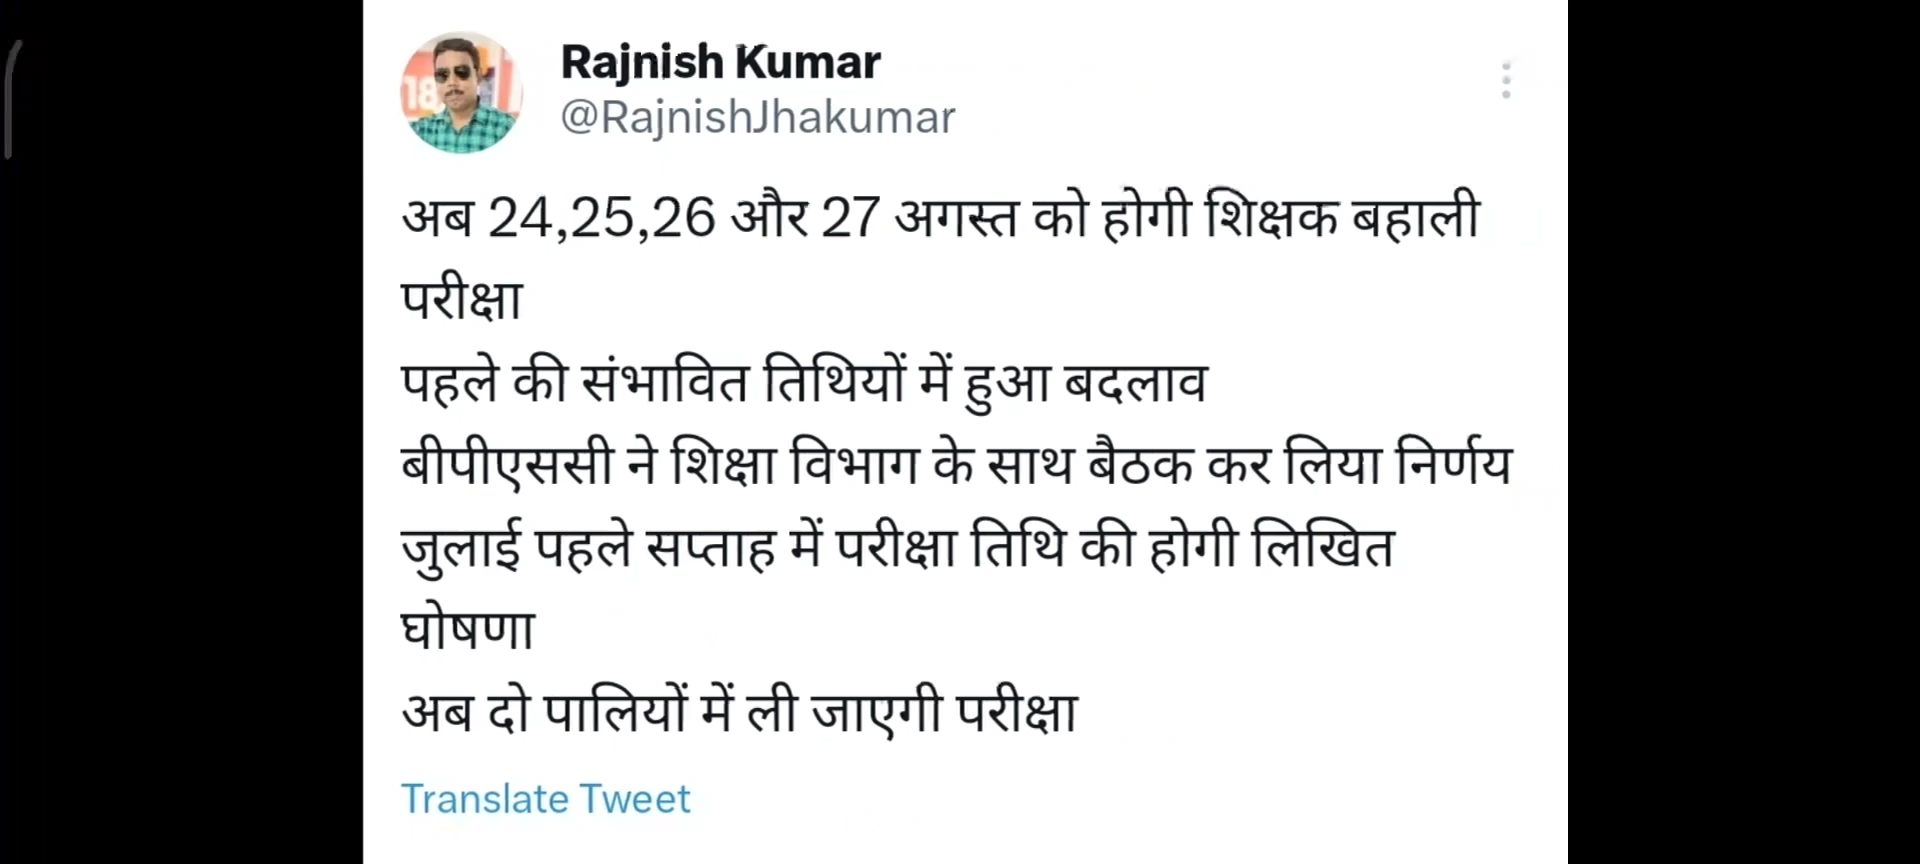 Rajnish Kumar
@RajnishJhakumar
18
अब 24,25,26 और 27 अगस्त को होगी शिक्षक बहाली
परीक्षा
पहले की संभावित तिथियों में हुआ बदलाव
बीपीएससी ने शिक्षा विभाग के साथ बैठक कर लिया निर्णय
जुलाई पहले सप्ताह में परीक्षा तिथि की होगी लिखित
घोषणा
अब दो पालियों में ली जाएगी परीक्षा
Translate Tweet